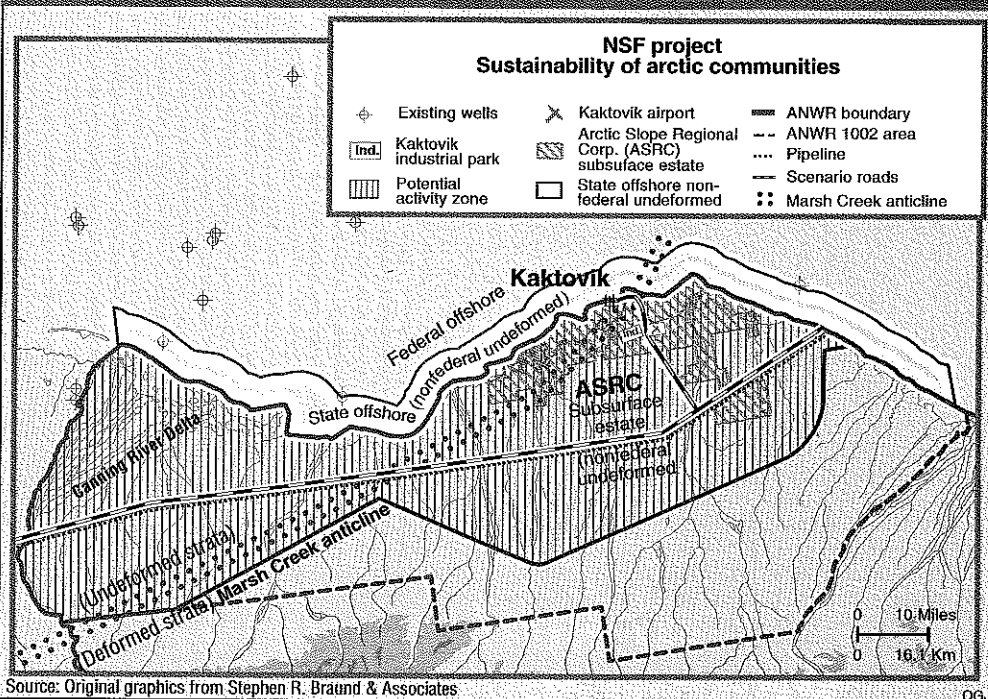 NSF project
Sustainability of arctic communities
Existing wells
Ind. Kaktovik
industrial park
Potential
activity zone
Kaktovik airport
Arctic Slope Regional
Corp. (ASRC)
subsuface estate
State offshore non-
federal undeformed
ANWR boundary
ANWR 1002 area
Pipeline
Scenario roads
Marsh Creek anticline
Kaktovik
Federal offshore
(nonfederal undeformed)
State offshore
Ind.
ASRC
Subsurface
estate
(nonfederal
undeformed
Canning River Delta
(Undeformed strata)
(Deformed strata) Marsh Creek anticline
0 10 Miles
0 16.1 Km
Source: Original graphics from Stephen R. Braund & Associates
OGJ